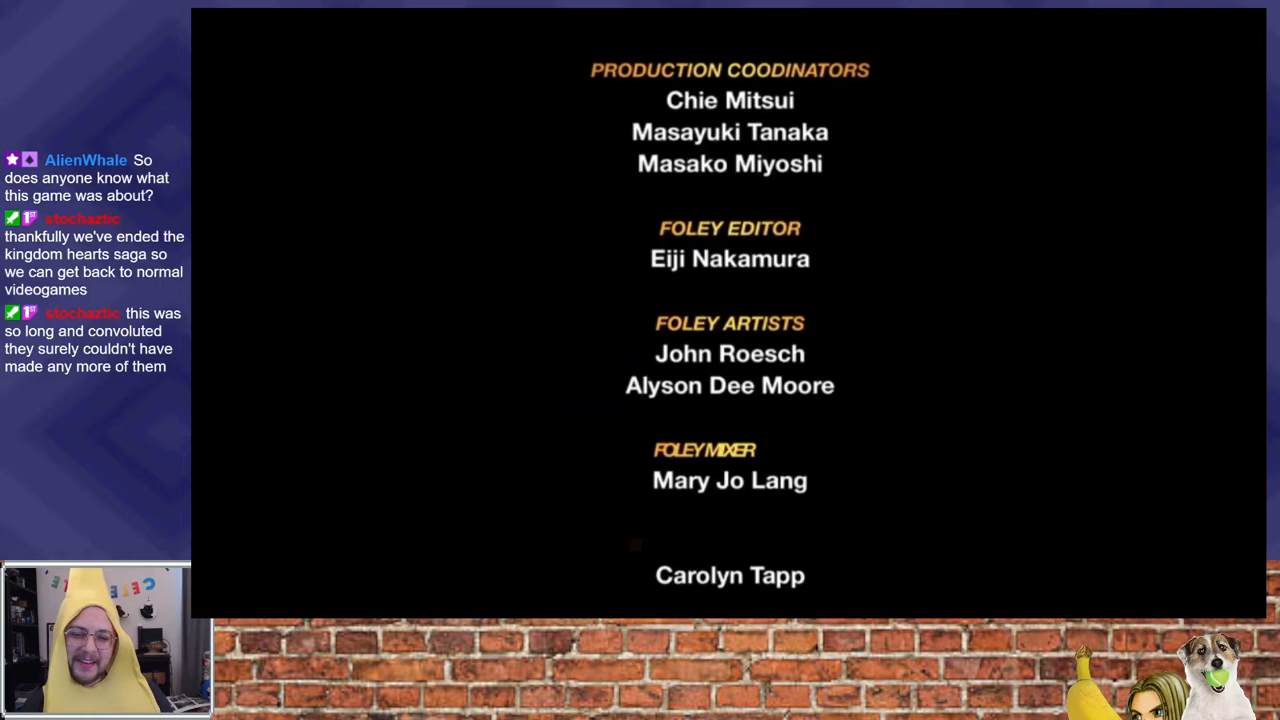 AlienWhale So
does anyone know what
this game was about?
stochaztic
thankfully we've ended the
kingdom hearts saga so
we can get back to normal
videogames
stochaztic this was
so long and convoluted
they surely couldn't have
made any more of them
PRODUCTION COODINATORS
Chie Mitsui
Masayuki Tanaka
Masako Miyoshi
FOLEY EDITOR
Eiji Nakamura
FOLEY ARTISTS
John Roesch
Alyson Dee Moore
FOLEY MIXER
Mary Jo Lang
Carolyn Tapp